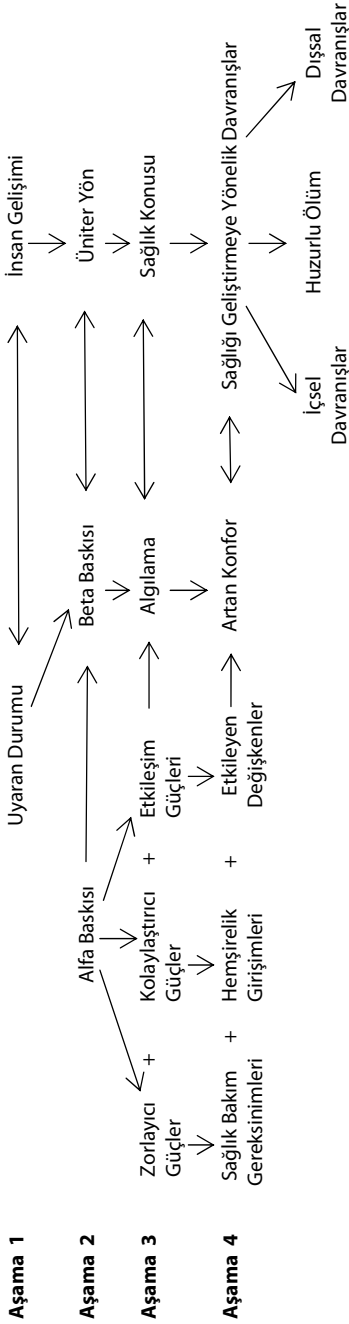 Aşama 1
Uyaran Durumu
İnsan Gelişimi
Aşama 2
Alfa Baskısı
Beta Baskısı
Üniter Yön
Aşama 3
Zorlayıcı
Güçler
+
Kolaylaştırıcı
Güçler
+
Etkileşim
Güçleri
Algılama
Sağlık Konusu
Aşama 4
Sağlık Bakım
Gereksinimleri
+
Hemşirelik
Girişimleri
+
Etkileyen
Değişkenler
Artan Konfor
Sağlığı Geliştirmeye Yönelik Davranışlar
İçsel
Davranışlar
Huzurlu Ölüm
Dışsal
Davranışlar